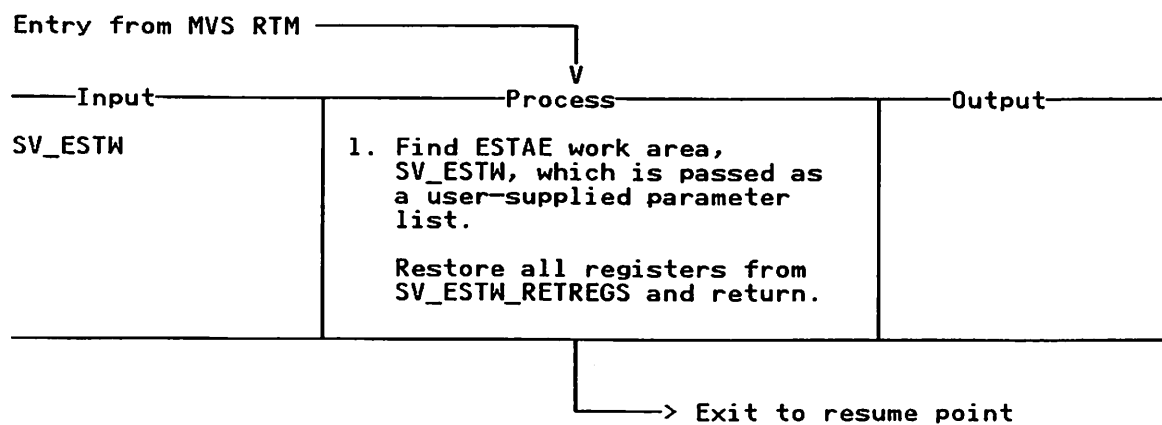 Entry from MVS RTM
Input
Process
Output
SV_ESTW
1. Find ESTAE work area,
SV_ESTW, which is passed as
a user-supplied parameter
list.
Restore all registers from
SV_ESTW_RETREGS and return.
> Exit to resume point